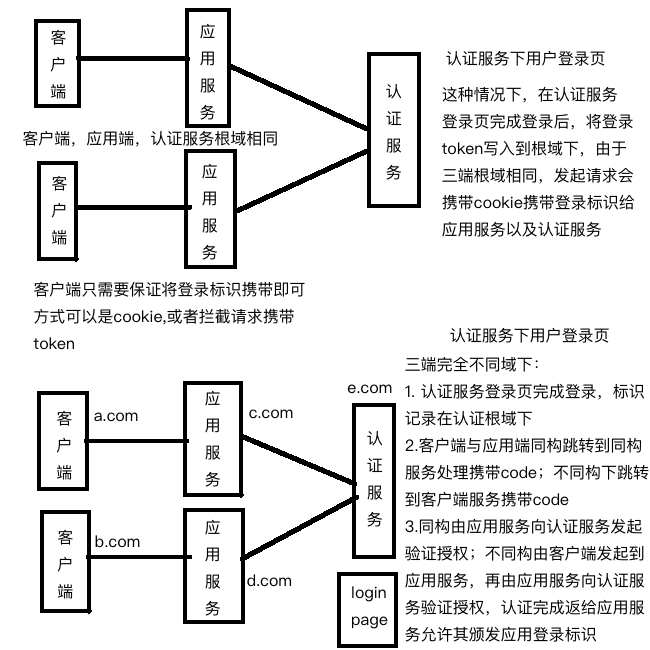 客
户
端
应
用
服
务
认
证
服
务
认证服务下用户登录页
这种情况下，在认证服务
登录页完成登录后，将登录
token写入到根域下，由于
三端根域相同，发起请求会
携带cookie携带登录标识给
应用服务以及认证服务
客户端，应用端，认证服务根域相同
客
户
端
应
用
服
务
客户端只需要保证将登录标识携带即可
方式可以是cookie,或者拦截请求携带
token
认证服务下用户登录页
三端完全不同域下：
1. 认证服务登录页完成登录，标识
记录在认证根域下
2.客户端与应用端同构跳转到同构
服务处理携带code；不同构下跳转
到客户端服务携带code
3.同构由应用服务向认证服务发起
验证授权；不同构由客户端发起到
应用服务，再由应用服务向认证服
务验证授权，认证完成返给应用服
务允许其颁发应用登录标识
客
户
端
a.com
应
用
服
务
c.com
e.com
认
证
服
务
客
户
端
b.com
应
用
服
务
d.com
login
page